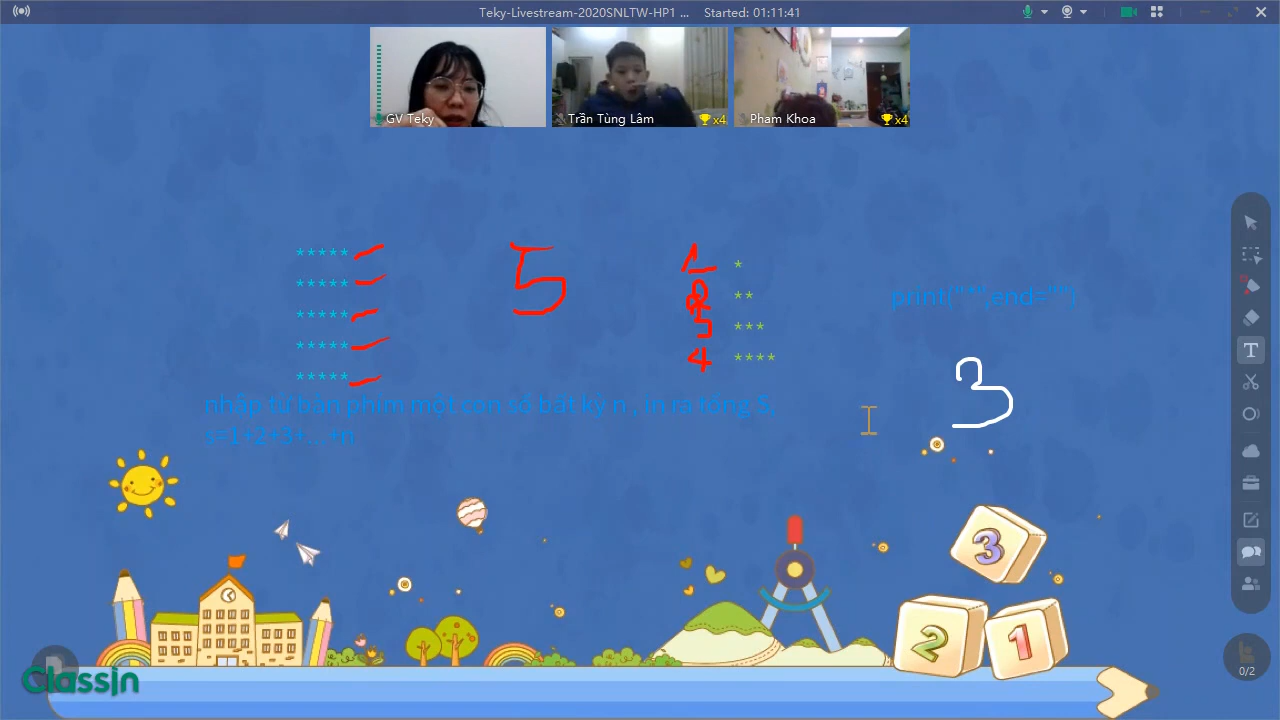 Teky-Livestream-2020SNLTW-HP1 ... Started: 01:11:41
GV Teky
Trần Tùng Lâm
x4
Pham Khoa
x4
*****
*****
*****
*****
*****
5
1
2
3
4
*
**
***
****
print("*",end="")
3
nhập từ bàn phím một con số bất kỳ n , in ra tổng S,
s=1+2+3+...+n
T
3
2
1
ClassIn
0/2